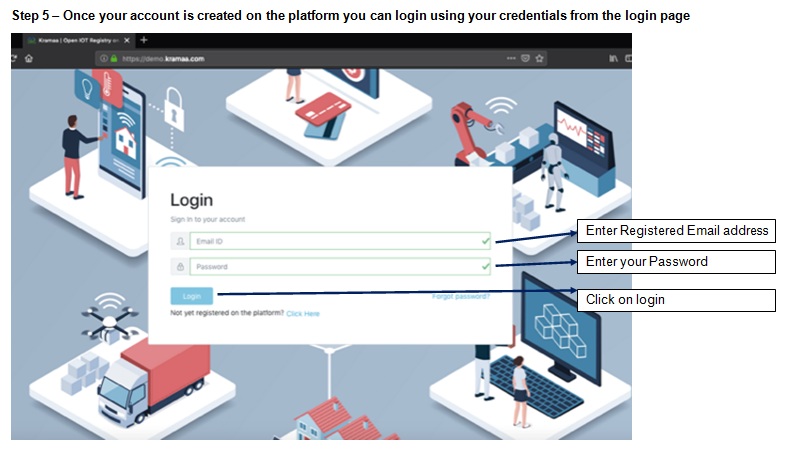 Step 5 – Once your account is created on the platform you can login using your credentials from the login page
Kramaa | Open IOT Registry on
https://demo.kramaa.com
Login
Sign In to your account
Email ID
Password
Login
Forgot password?
Not yet registered on the platform? Click Here
Enter Registered Email address
Enter your Password
Click on login